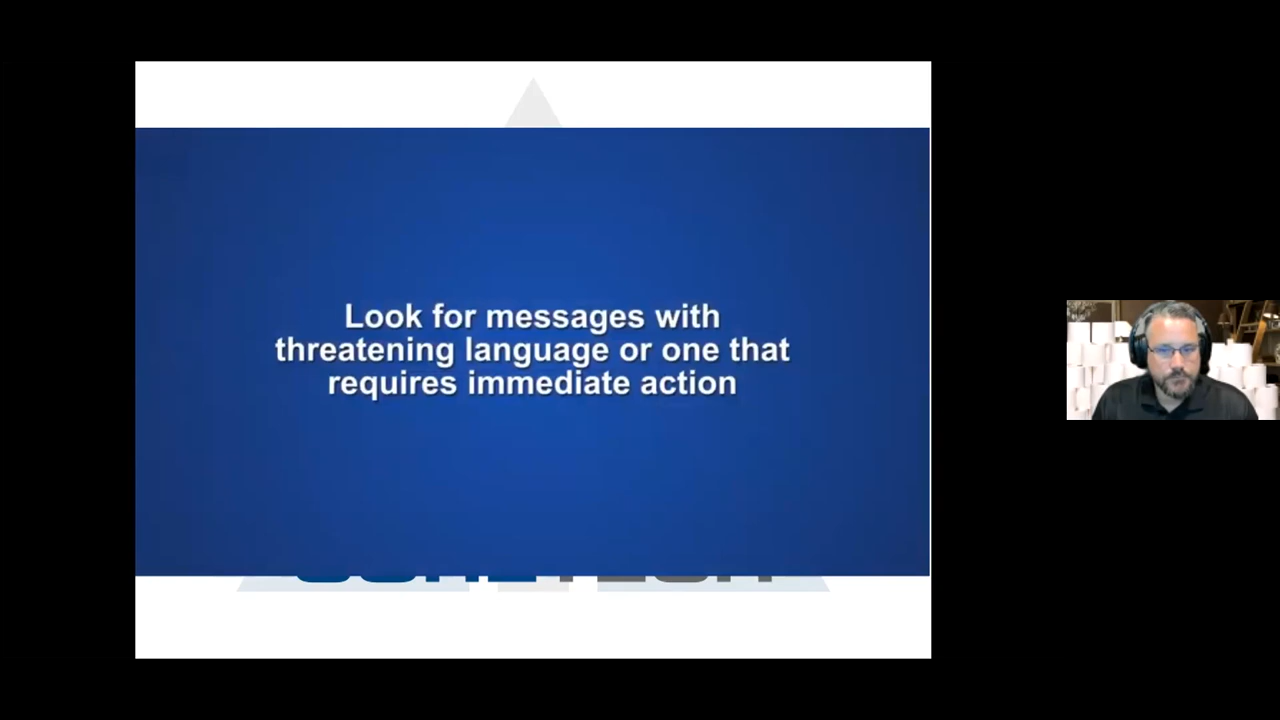 Look for messages with
threatening language or one that
requires immediate action